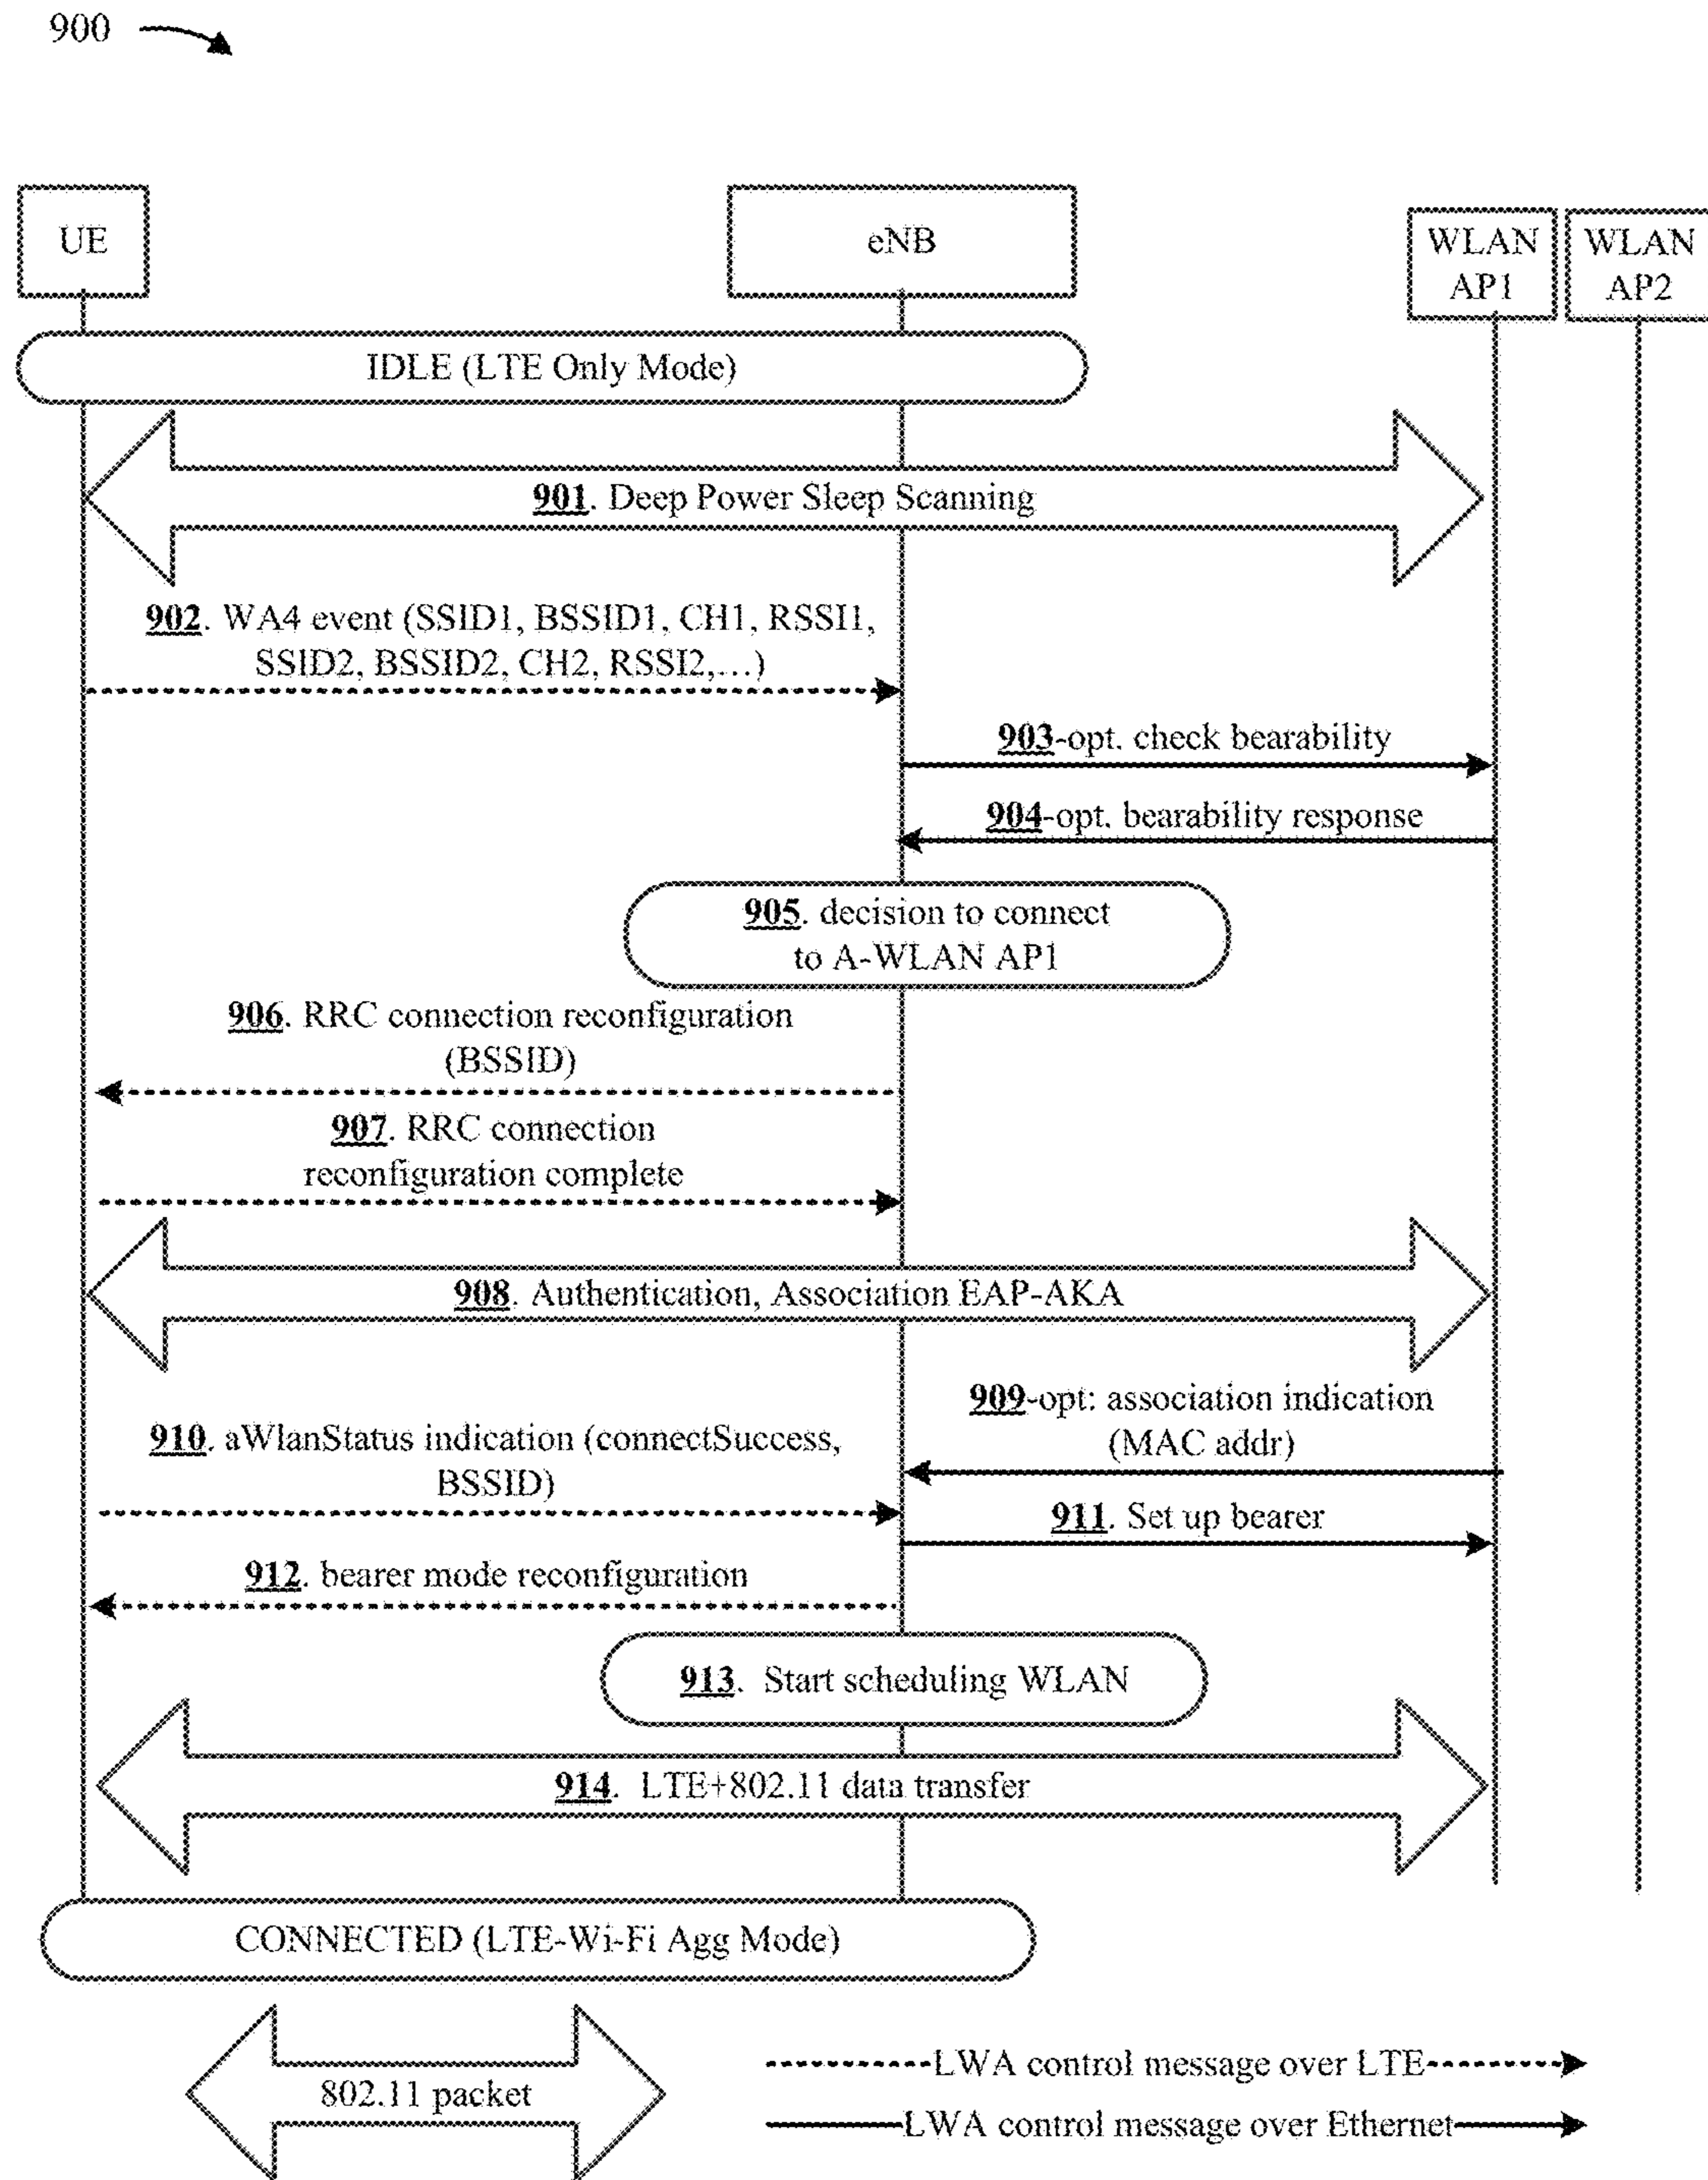 900
UE
eNB
WLAN
AP1
WLAN
AP2
IDLE (LTE Only Mode)
901. Deep Power Sleep Scanning
902. WA4 event (SSID1, BSSID1, CH1, RSSI1,
SSID2, BSSID2, CH2, RSSI2,...)
903-opt. check bearability
904-opt. bearability response
905. decision to connect
to A-WLAN AP1
906. RRC connection reconfiguration
(BSSID)
907. RRC connection
reconfiguration complete
908. Authentication, Association EAP-AKA
909-opt: association indication
(MAC addr)
910. aWlanStatus indication (connectSuccess,
BSSID)
911. Set up bearer
912. bearer mode reconfiguration
913. Start scheduling WLAN
914. LTE+802.11 data transfer
CONNECTED (LTE-Wi-Fi Agg Mode)
802.11 packet
LWA control message over LTE
LWA control message over Ethernet